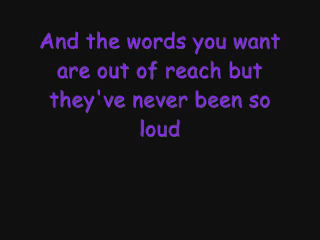 And the words you want
are out of reach but
they've never been so
loud